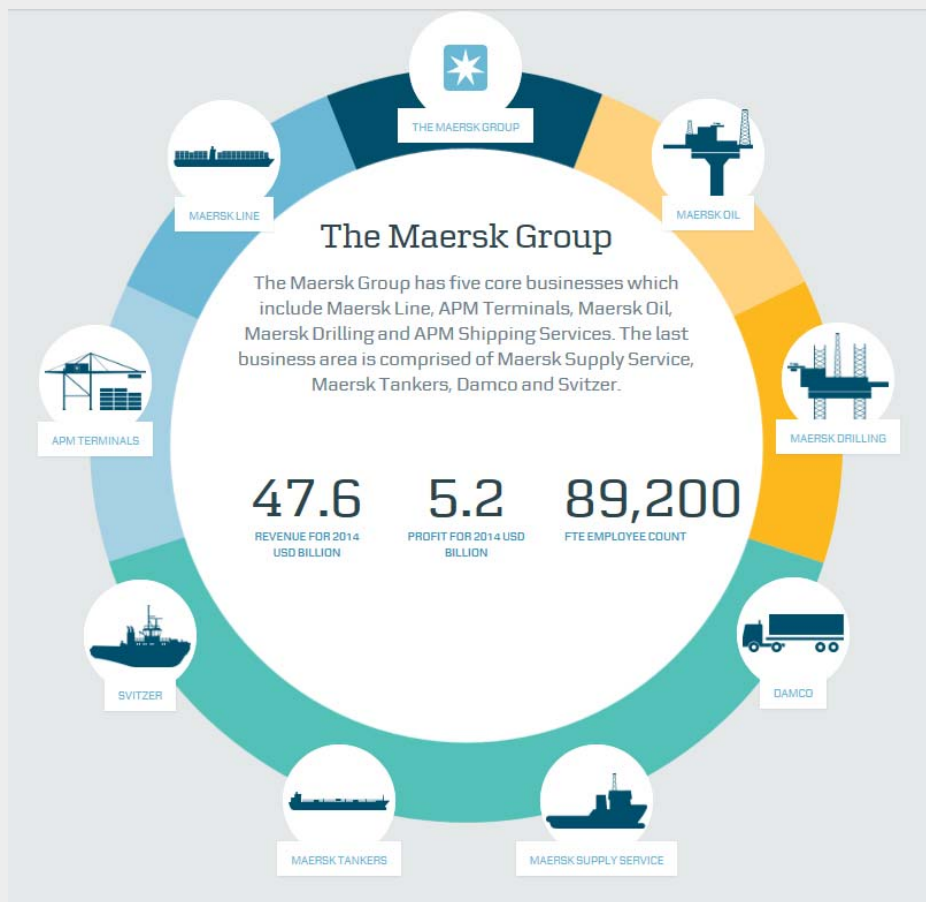 THE MAERSK GROUP
MAERSK LINE
MAERSK OIL
The Maersk Group
The Maersk Group has five core businesses which
include Maersk Line, APM Terminals, Maersk Oil,
Maersk Drilling and APM Shipping Services. The last
business area is comprised of Maersk Supply Service,
Maersk Tankers, Damco and Svitzer.
APM TERMINALS
MAERSK DRILLING
47.6
REVENUE FOR 2014
USD BILLION
5.2
PROFIT FOR 2014 USD
BILLION
89,200
FTE EMPLOYEE COUNT
SVITZER
DAMCO
MAERSK TANKERS
MAERSK SUPPLY SERVICE